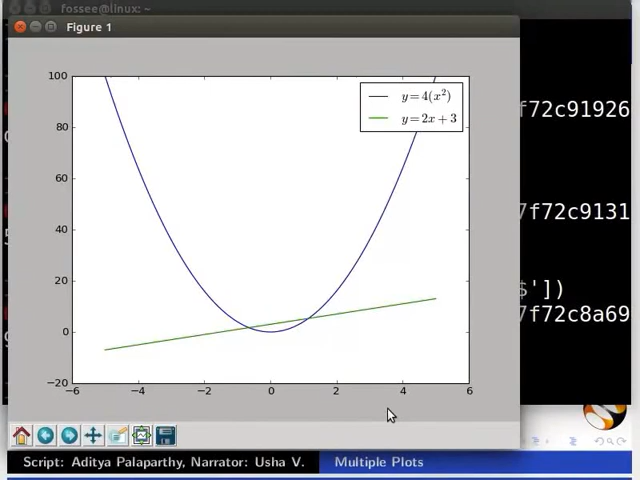 fossee@linux: ~
Figure 1
100
80
60
40
20
0
−20
−6 −4 −2 0 2 4 6
y = 4(x²)
y = 2x + 3
f72c91926
7f72c9131
$'])
7f72c8a69
Script: Aditya Palaparthy, Narrator: Usha V. Multiple Plots